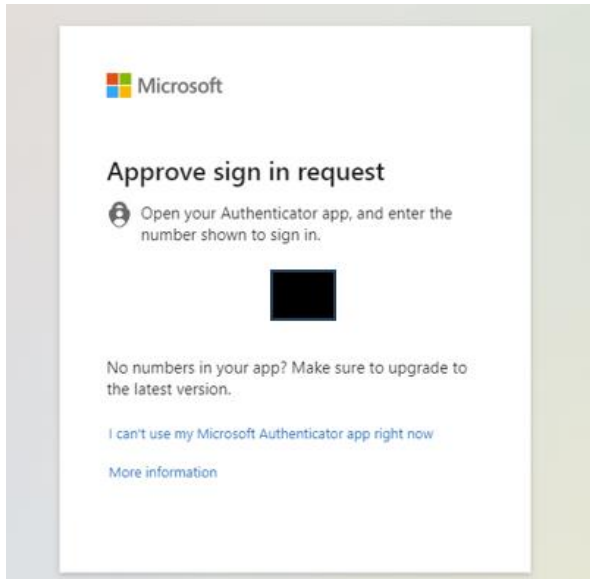 Microsoft
Approve sign in request
Open your Authenticator app, and enter the
number shown to sign in.
No numbers in your app? Make sure to upgrade to
the latest version.
I can't use my Microsoft Authenticator app right now
More information